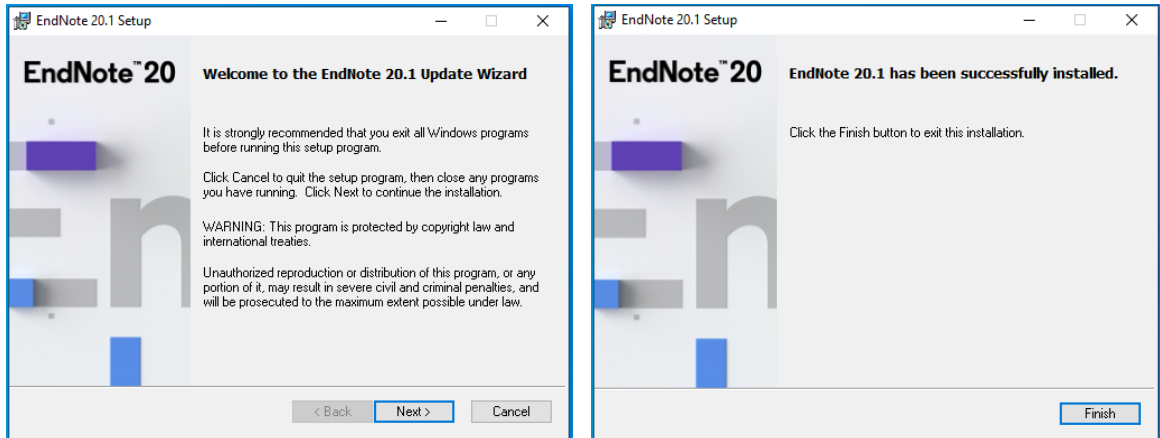 EndNote 20.1 Setup
EndNote™ 20
Welcome to the EndNote 20.1 Update Wizard
It is strongly recommended that you exit all Windows programs
before running this setup program.
Click Cancel to quit the setup program, then close any programs
you have running.  Click Next to continue the installation.
WARNING: This program is protected by copyright law and
international treaties.
Unauthorized reproduction or distribution of this program, or any
portion of it, may result in severe civil and criminal penalties, and
will be prosecuted to the maximum extent possible under law.
< Back
Next >
Cancel
EndNote 20.1 Setup
EndNote™ 20
EndNote 20.1 has been successfully installed.
Click the Finish button to exit this installation.
Finish